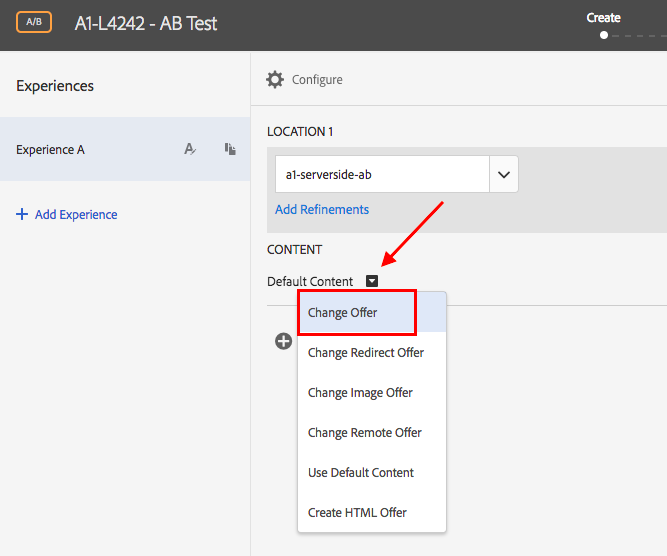 A/B A1-L4242 - AB Test Create
Experiences
Configure
LOCATION 1
Experience A
a1-serverside-ab
Add Refinements
Add Experience
CONTENT
Default Content
Change Offer
Change Redirect Offer
Change Image Offer
Change Remote Offer
Use Default Content
Create HTML Offer